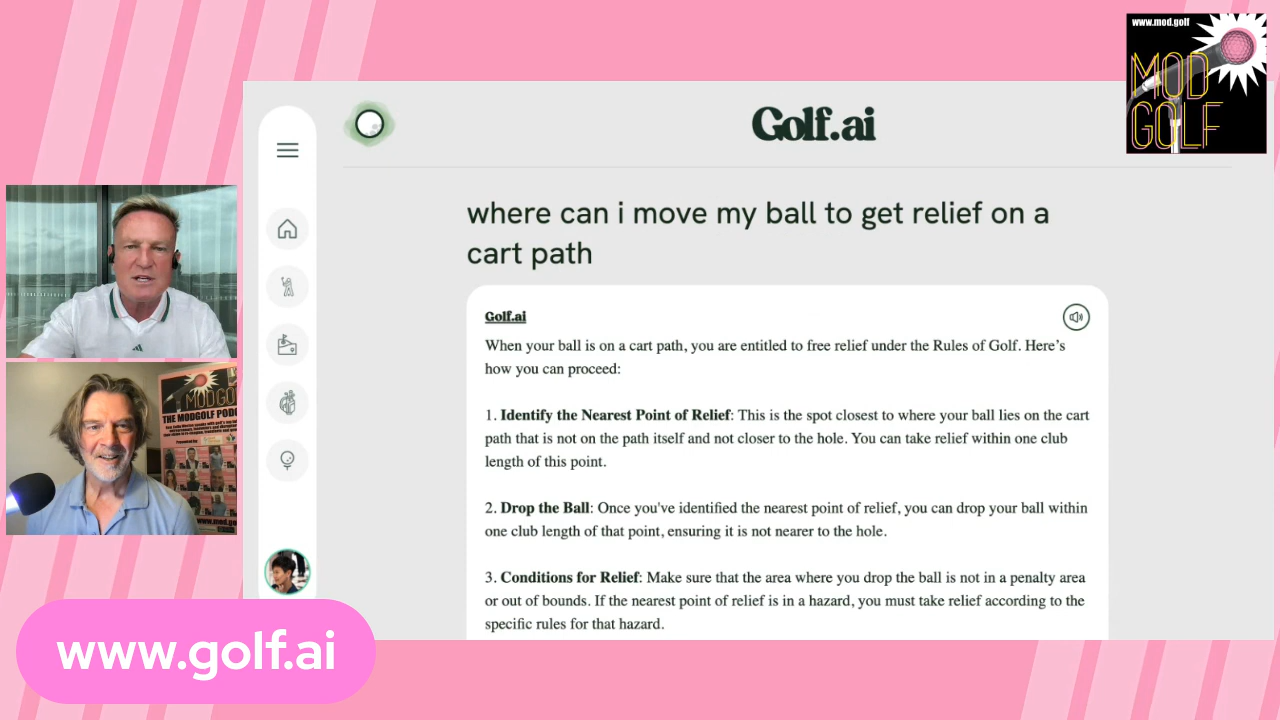 www.mod.golf
MOD
GOLF
Golf.ai
where can i move my ball to get relief on a
cart path
Golf.ai
When your ball is on a cart path, you are entitled to free relief under the Rules of Golf. Here's
how you can proceed:
1. Identify the Nearest Point of Relief: This is the spot closest to where your ball lies on the cart
path that is not on the path itself and not closer to the hole. You can take relief within one club
length of this point.
2. Drop the Ball: Once you've identified the nearest point of relief, you can drop your ball within
one club length of that point, ensuring it is not nearer to the hole.
3. Conditions for Relief: Make sure that the area where you drop the ball is not in a penalty area
or out of bounds. If the nearest point of relief is in a hazard, you must take relief according to the
specific rules for that hazard.
MODGOL
THE MODGOLF POD
www.mod.go
www.golf.ai